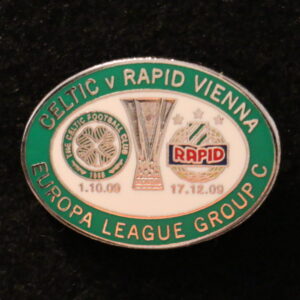 CELTIC v RAPID VIENNA
THE CELTIC FOOTBALL CLUB
1888
RAPID
1.10.09
17.12.09
EUROPA LEAGUE GROUP C